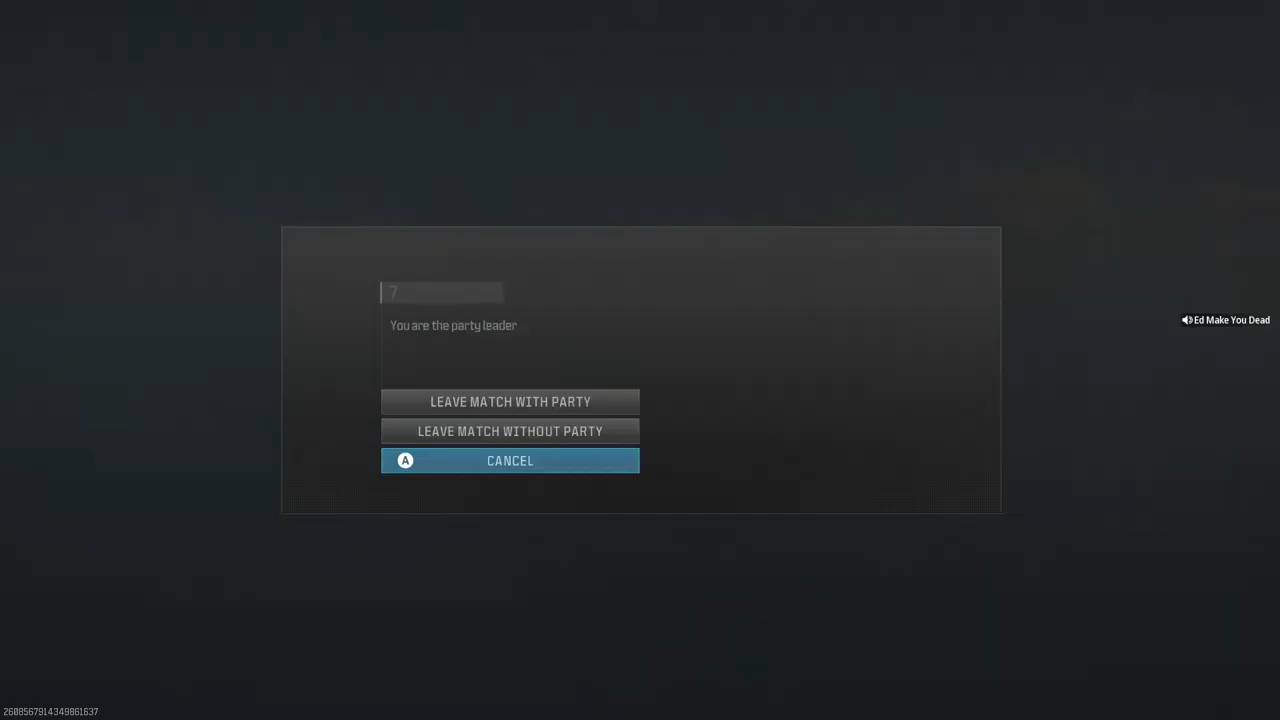 7
You are the party leader
Ed Make You Dead
LEAVE MATCH WITH PARTY
LEAVE MATCH WITHOUT PARTY
A CANCEL
2608567914349861637